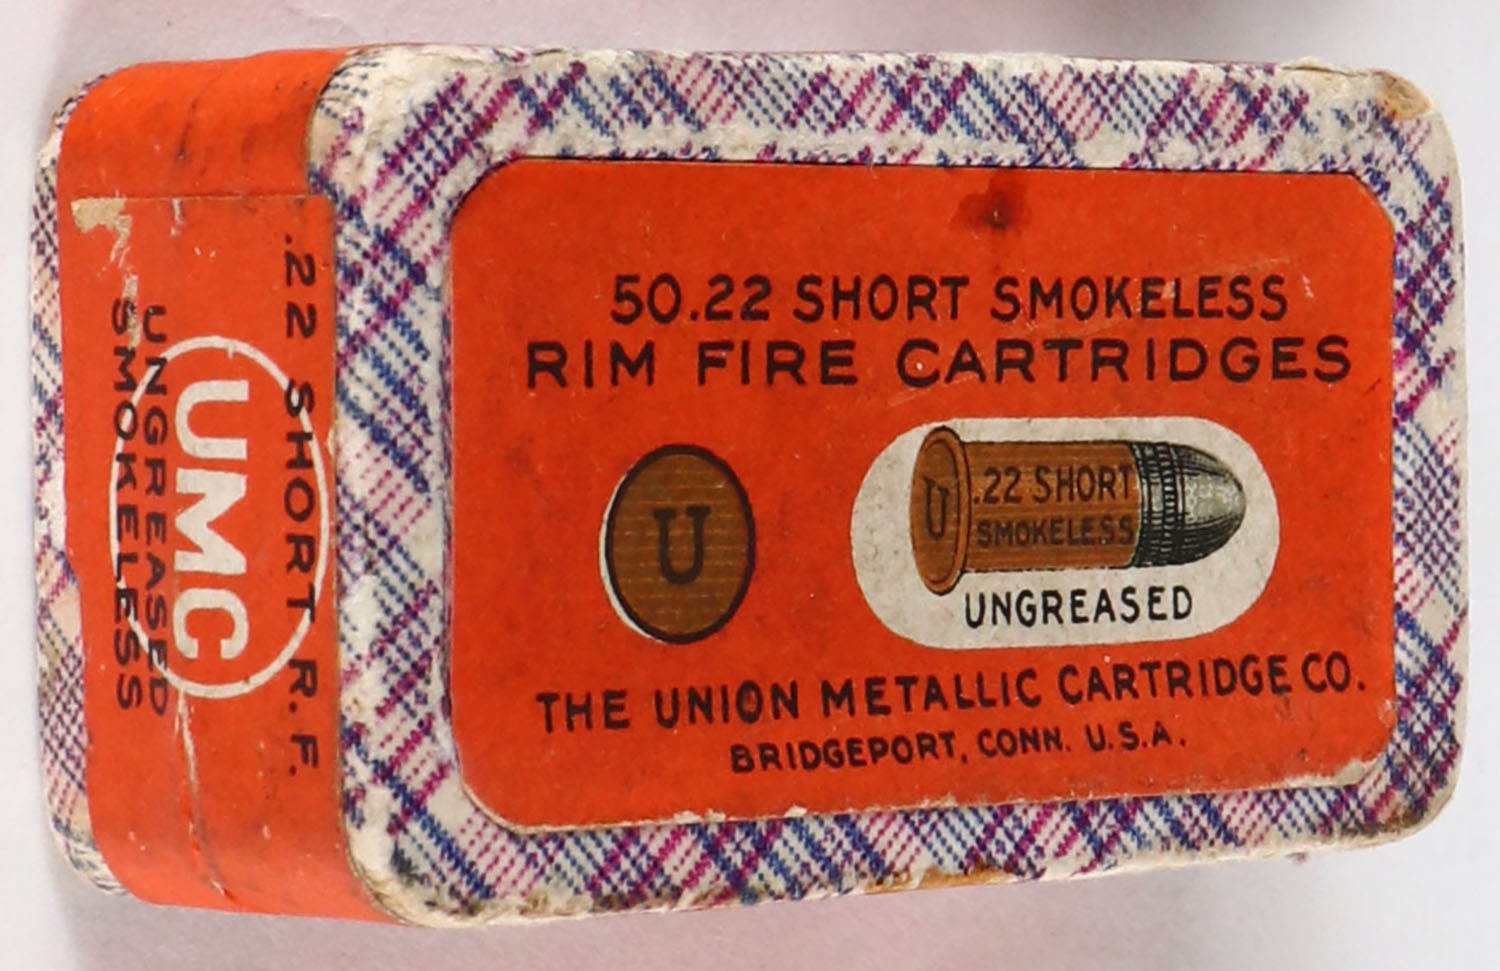 50.22 SHORT SMOKELESS
RIM FIRE CARTRIDGES
U
U
.22 SHORT
SMOKELESS
UNGREASED
THE UNION METALLIC CARTRIDGE CO.
BRIDGEPORT, CONN. U.S.A.
.22 SHORT R.F.
UMC
UNGREASED
SMOKELESS